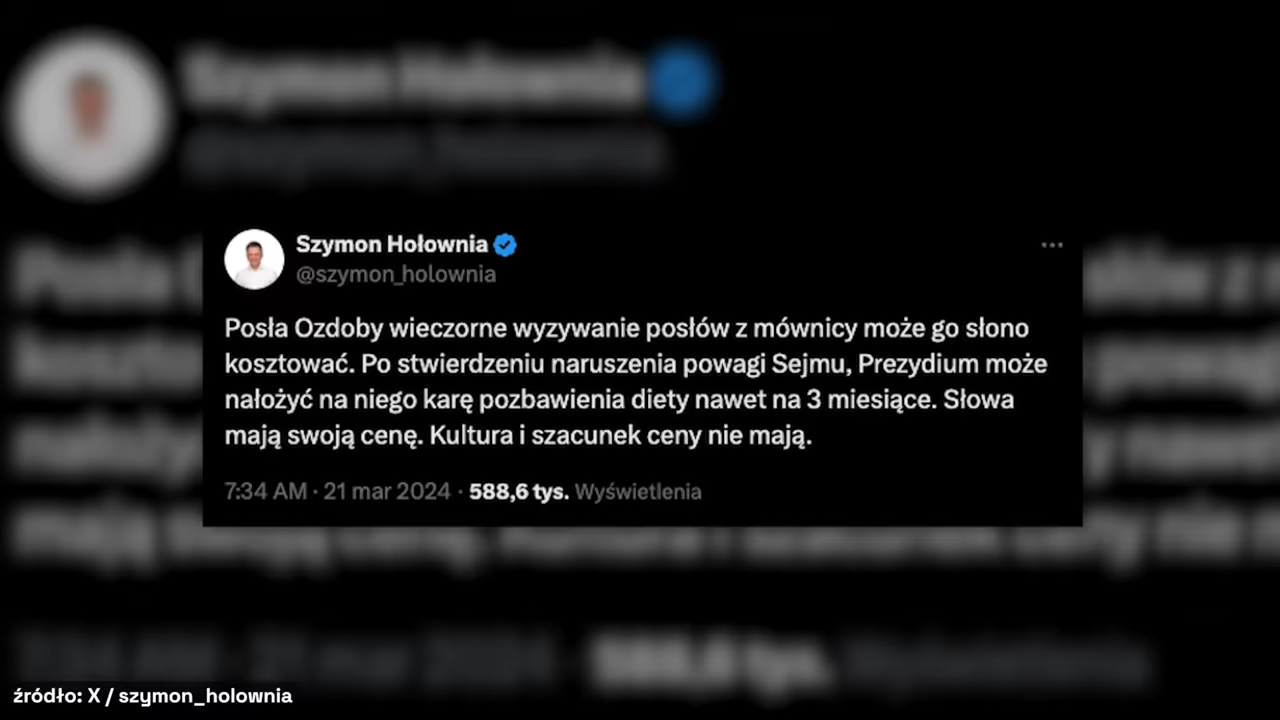 Szymon Hołownia
@szymon_holownia
Posła Ozdoby wieczorne wyzywanie posłów z mównicy może go słono
kosztować. Po stwierdzeniu naruszenia powagi Sejmu, Prezydium może
nałożyć na niego karę pozbawienia diety nawet na 3 miesiące. Słowa
mają swoją cenę. Kultura i szacunek ceny nie mają.
7:34 AM · 21 mar 2024 · 588,6 tys. Wyświetlenia
źródło: X / szymon_holownia